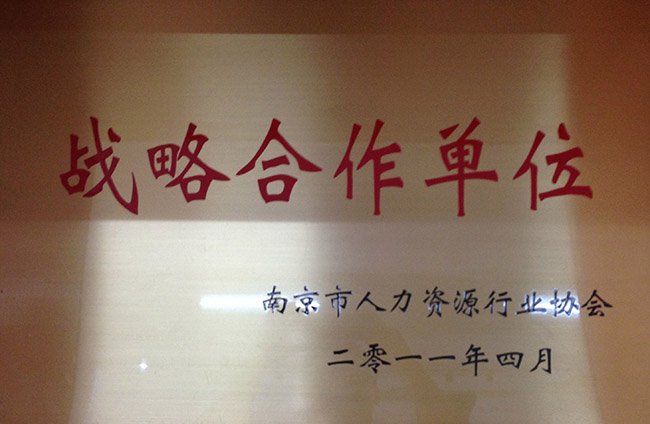 战略合作单位
南京市人力资源行业协会
二零一一年四月